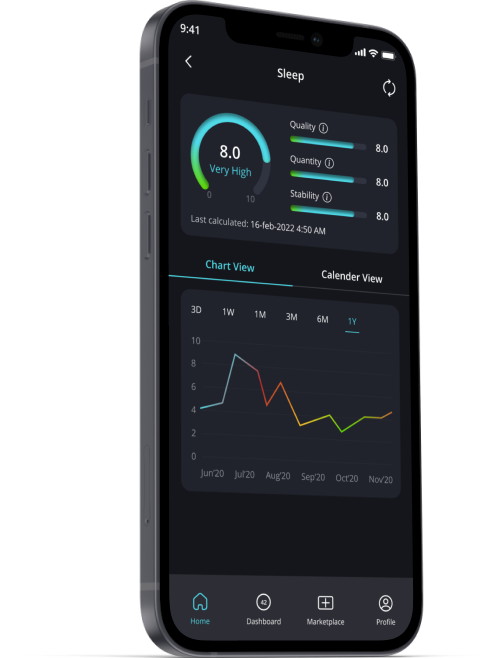 9:41
Sleep
8.0
Very High
0 10
Quality
8.0
Quantity
8.0
Stability
8.0
Last calculated: 16-feb-2022 4:50 AM
Chart View Calender View
3D 1W 1M 3M 6M 1Y
10
8
6
4
2
0
Jun'20 Jul'20 Aug'20 Sep'20 Oct'20 Nov'20
42
Home Dashboard Marketplace Profile